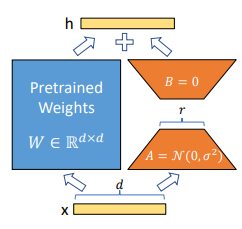 h
Pretrained
Weights
W ∈ ℝ^{d×d}
B = 0
r
A = 𝒩(0, σ²)
d
x